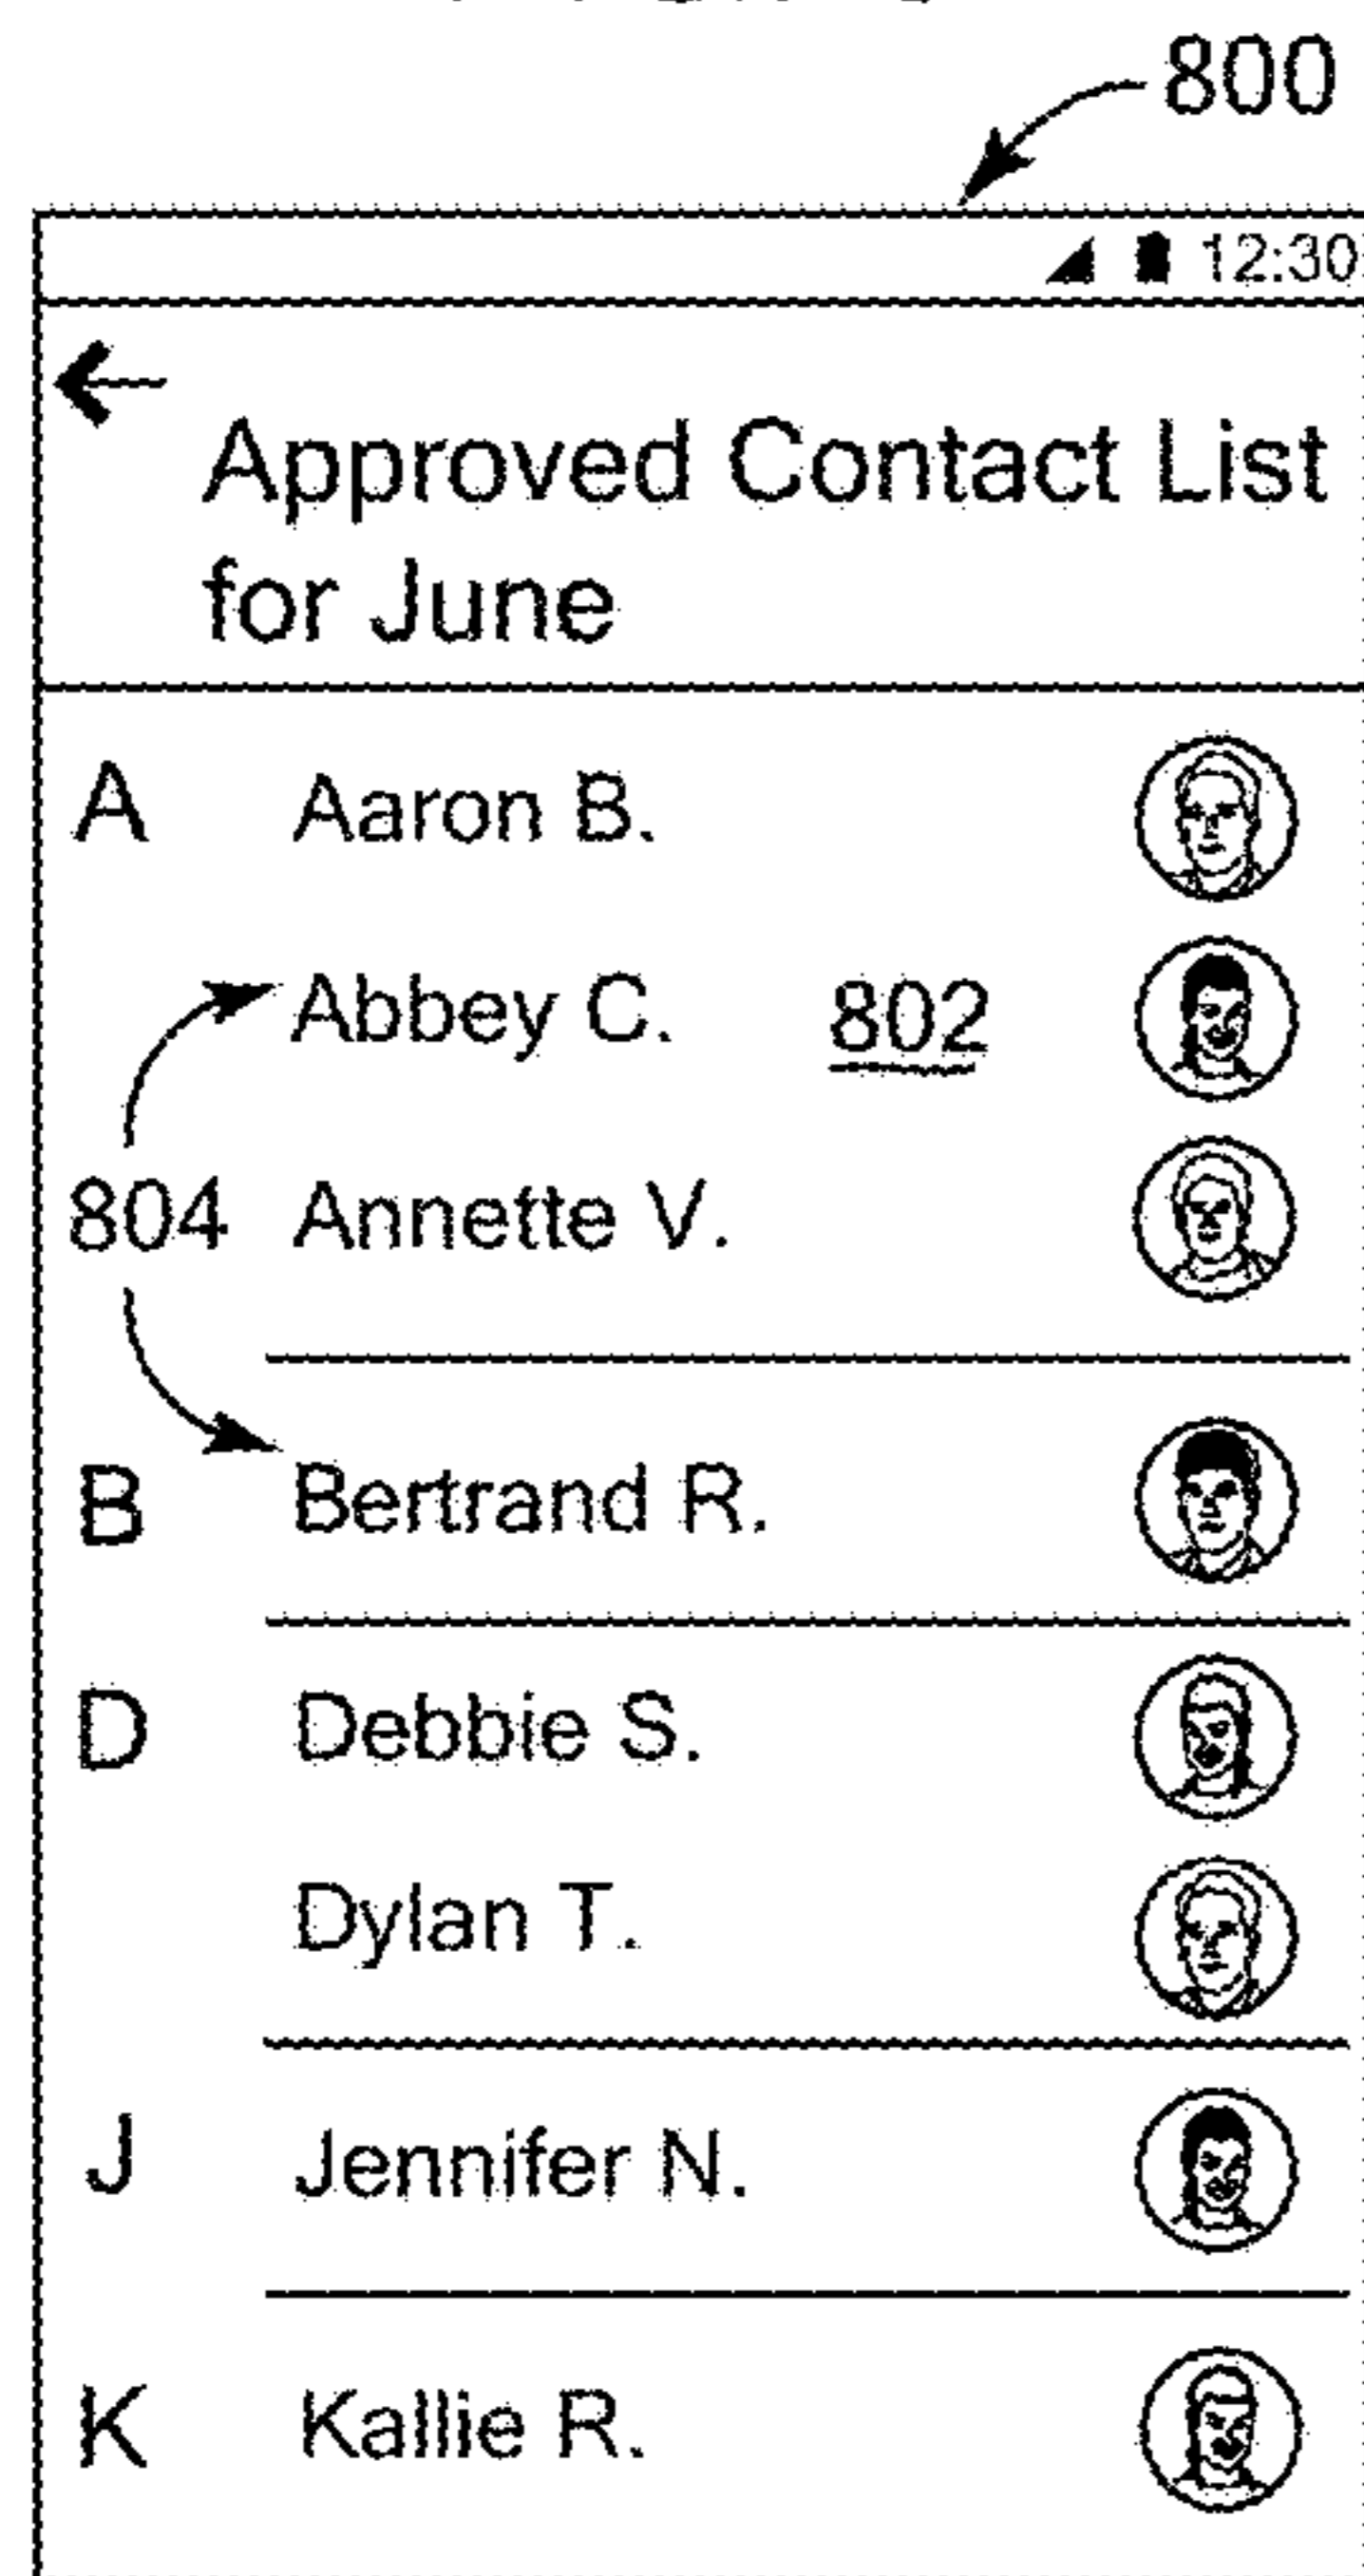 800
12:30
Approved Contact List
for June
A Aaron B.
Abbey C. 802
804 Annette V.
B Bertrand R.
D Debbie S.
Dylan T.
J Jennifer N.
K Kallie R.